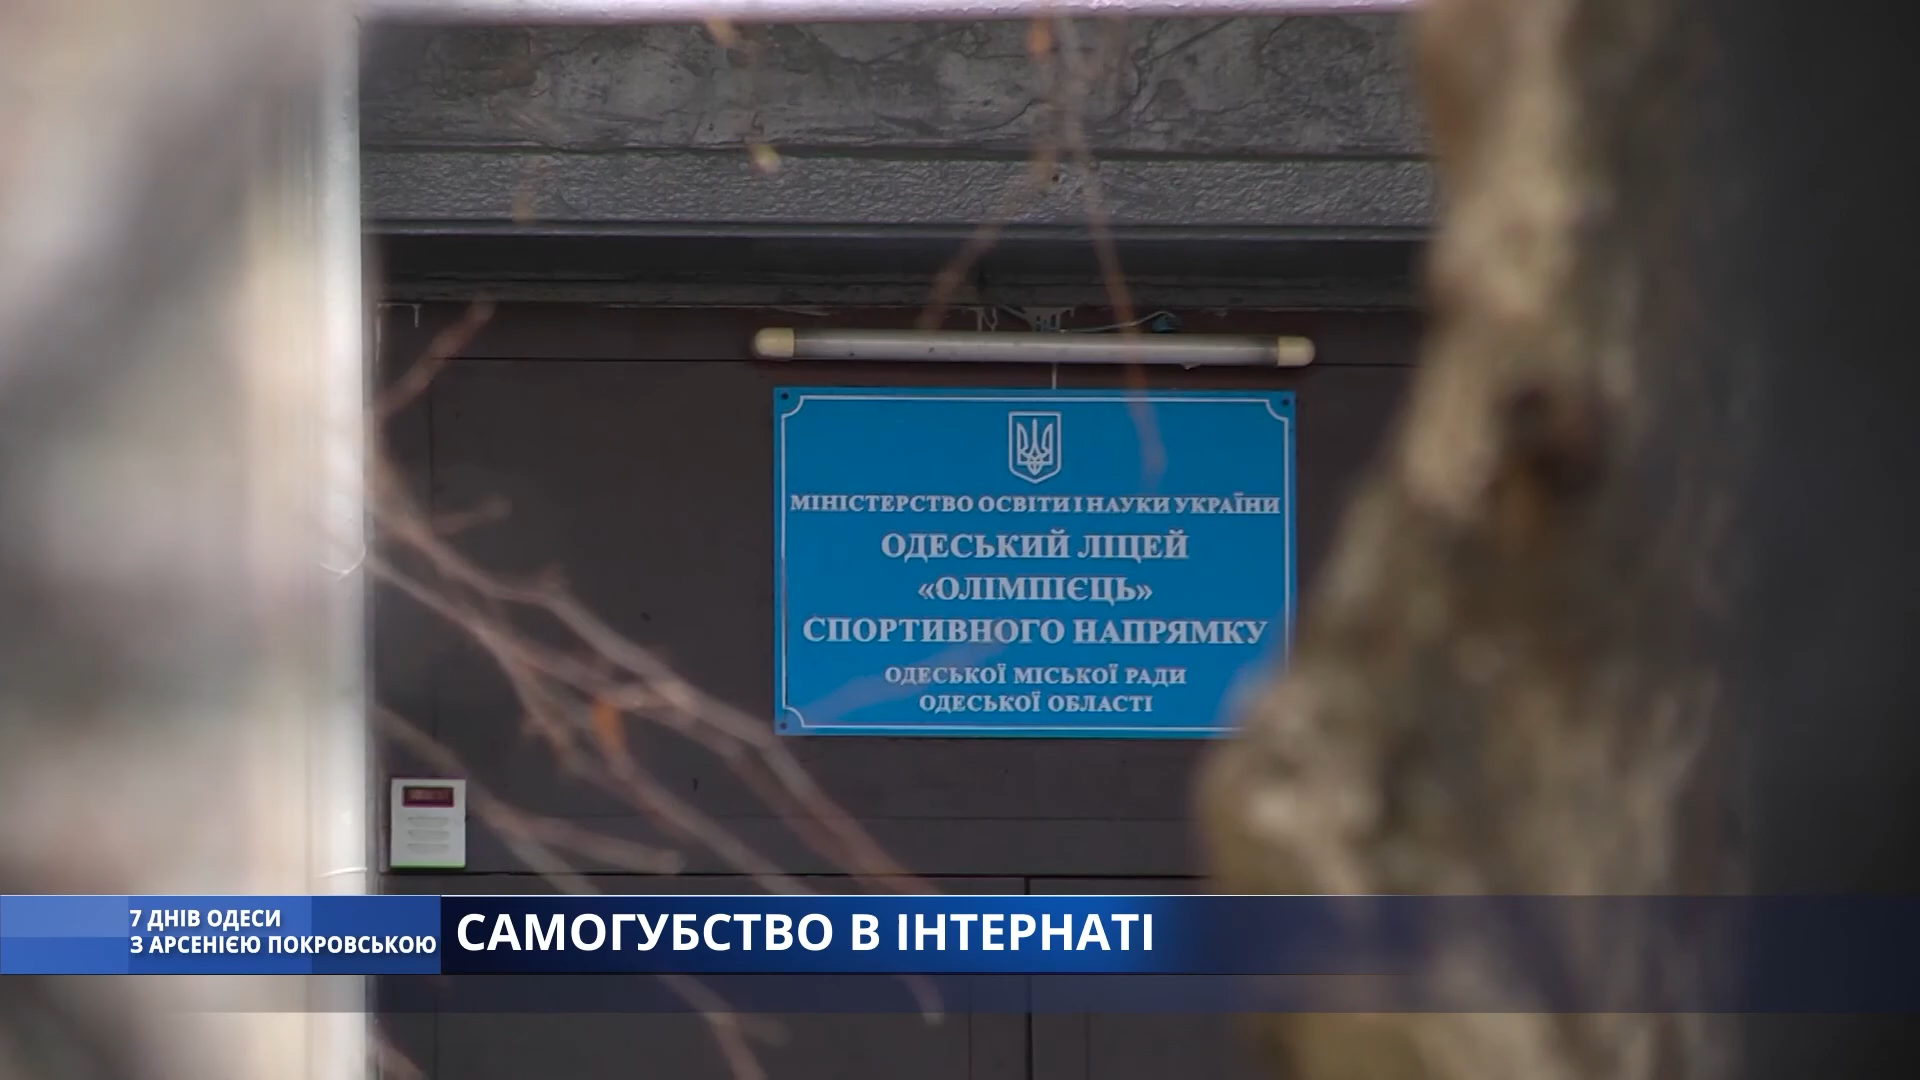 МІНІСТЕРСТВО ОСВІТИ І НАУКИ УКРАЇНИ
ОДЕСЬКИЙ ЛІЦЕЙ
«ОЛІМПІЄЦЬ»
СПОРТИВНОГО НАПРЯМКУ
ОДЕСЬКОЇ МІСЬКОЇ РАДИ
ОДЕСЬКОЇ ОБЛАСТІ
7 ДНІВ ОДЕСИ
З АРСЕНІЄЮ ПОКРОВСЬКОЮ
САМОГУБСТВО В ІНТЕРНАТІ